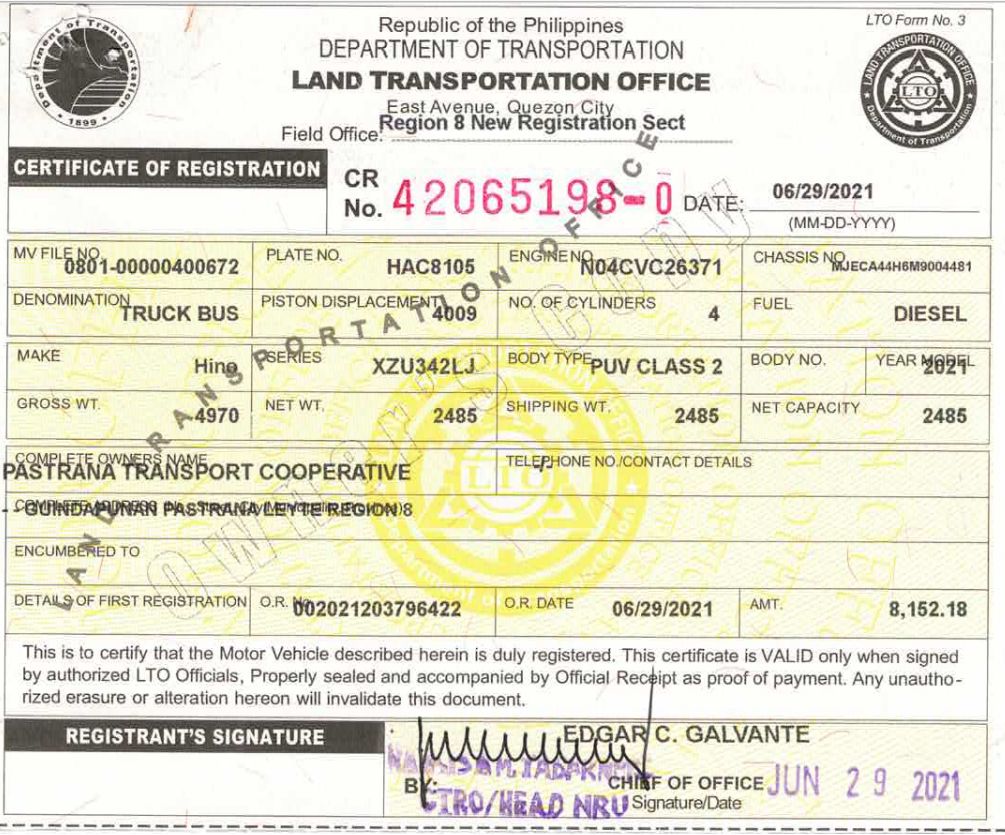 LTO Form No. 3
Republic of the Philippines
DEPARTMENT OF TRANSPORTATION
LAND TRANSPORTATION OFFICE
East Avenue, Quezon City
Field Office: Region 8 New Registration Sect
Department of Transportation
1899
LAND TRANSPORTATION OFFICE
LTO
Department of Transportation
CERTIFICATE OF REGISTRATION
CR No. 42065198-0 DATE: 06/29/2021
(MM-DD-YYYY)
MV FILE NO. 0801-00000400672 PLATE NO. HAC8105 ENGINE NO. N04CVC26371 CHASSIS NO. MJECA44H6M9004481
DENOMINATION TRUCK BUS PISTON DISPLACEMENT 4009 NO. OF CYLINDERS 4 FUEL DIESEL
MAKE Hino SERIES XZU342LJ BODY TYPE PUV CLASS 2 BODY NO. YEAR MODEL 2021
GROSS WT. 4970 NET WT. 2485 SHIPPING WT. 2485 NET CAPACITY 2485
COMPLETE OWNERS NAME TELEPHONE NO./CONTACT DETAILS
PASTRANA TRANSPORT COOPERATIVE
COMPLETE ADDRESS
- - GUINDAPUNAN PASTRANA LEYTE REGION 8
ENCUMBERED TO
DETAILS OF FIRST REGISTRATION O.R. No. 002021203796422 O.R. DATE 06/29/2021 AMT. 8,152.18
LAND TRANSPORTATION OFFICE
OWNER'S COPY
LTO
This is to certify that the Motor Vehicle described herein is duly registered. This certificate is VALID only when signed
by authorized LTO Officials, Properly sealed and accompanied by Official Receipt as proof of payment. Any unautho-
rized erasure or alteration hereon will invalidate this document.
REGISTRANT'S SIGNATURE
EDGAR C. GALVANTE
BY: CHIEF OF OFFICE JUN 29 2021
HEAD NRU Signature/Date